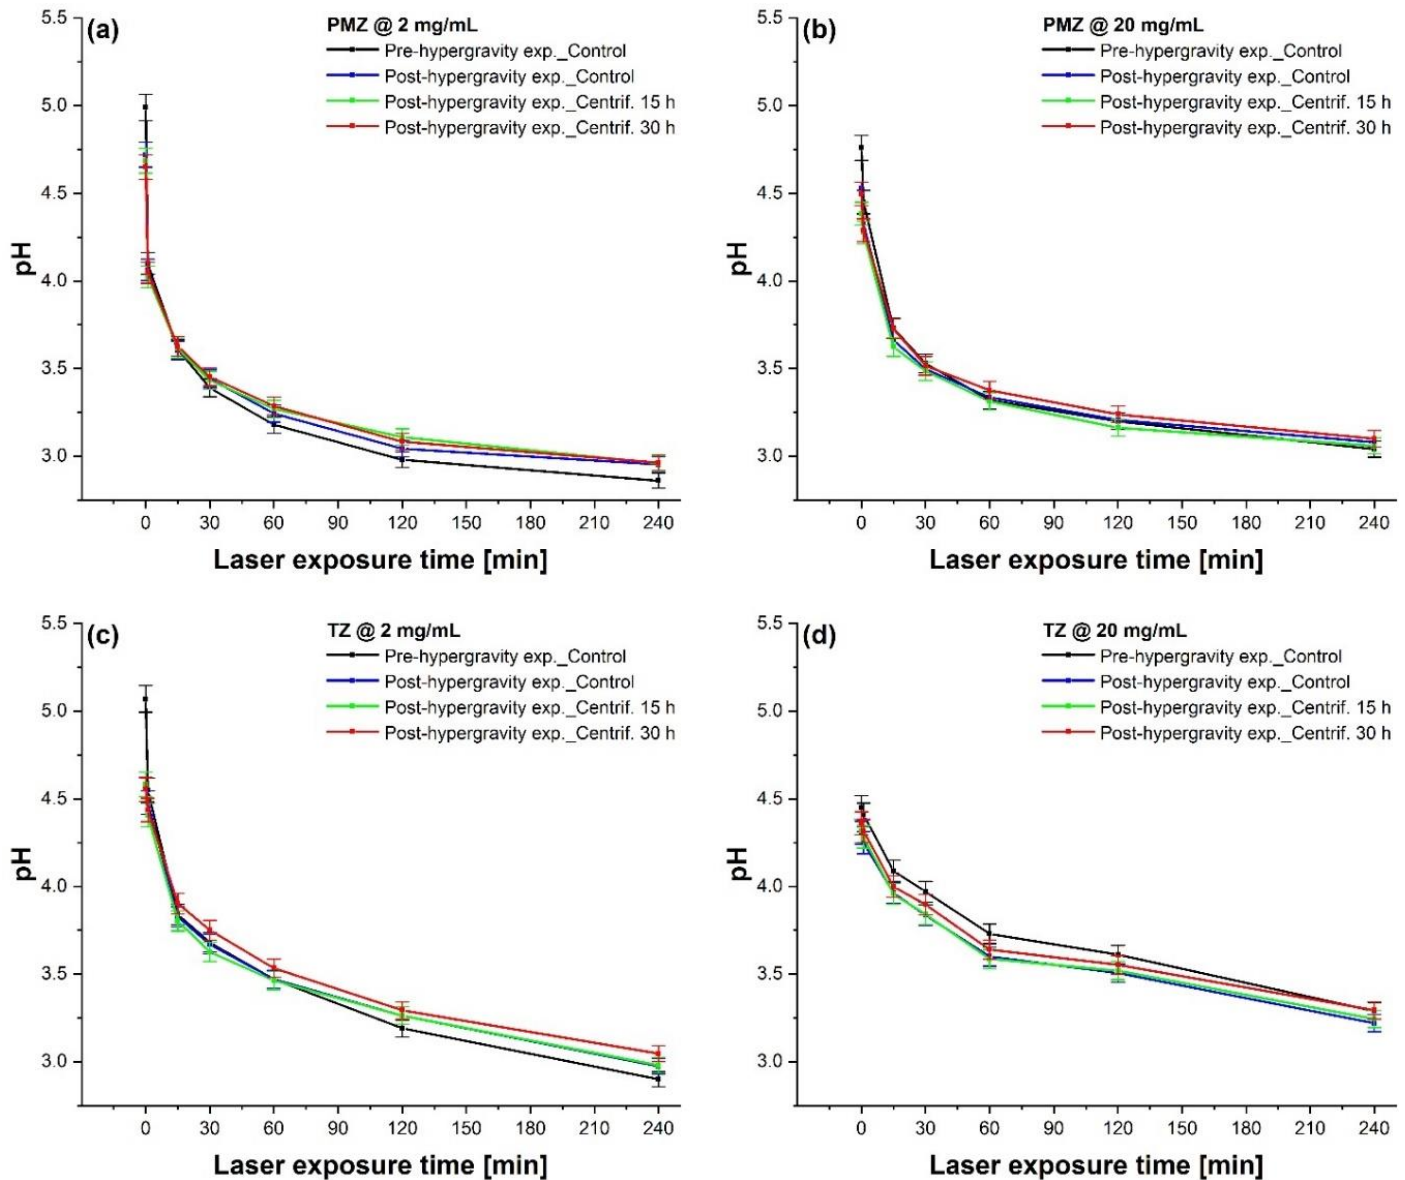 (a)
PMZ @ 2 mg/mL
Pre-hypergravity exp._Control
Post-hypergravity exp._Control
Post-hypergravity exp._Centrif. 15 h
Post-hypergravity exp._Centrif. 30 h
5.5
5.0
4.5
4.0
3.5
3.0
pH
0 30 60 90 120 150 180 210 240
Laser exposure time [min]
(b)
PMZ @ 20 mg/mL
Pre-hypergravity exp._Control
Post-hypergravity exp._Control
Post-hypergravity exp._Centrif. 15 h
Post-hypergravity exp._Centrif. 30 h
5.5
5.0
4.5
4.0
3.5
3.0
pH
0 30 60 90 120 150 180 210 240
Laser exposure time [min]
(c)
TZ @ 2 mg/mL
Pre-hypergravity exp._Control
Post-hypergravity exp._Control
Post-hypergravity exp._Centrif. 15 h
Post-hypergravity exp._Centrif. 30 h
5.5
5.0
4.5
4.0
3.5
3.0
pH
0 30 60 90 120 150 180 210 240
Laser exposure time [min]
(d)
TZ @ 20 mg/mL
Pre-hypergravity exp._Control
Post-hypergravity exp._Control
Post-hypergravity exp._Centrif. 15 h
Post-hypergravity exp._Centrif. 30 h
5.5
5.0
4.5
4.0
3.5
3.0
pH
0 30 60 90 120 150 180 210 240
Laser exposure time [min]